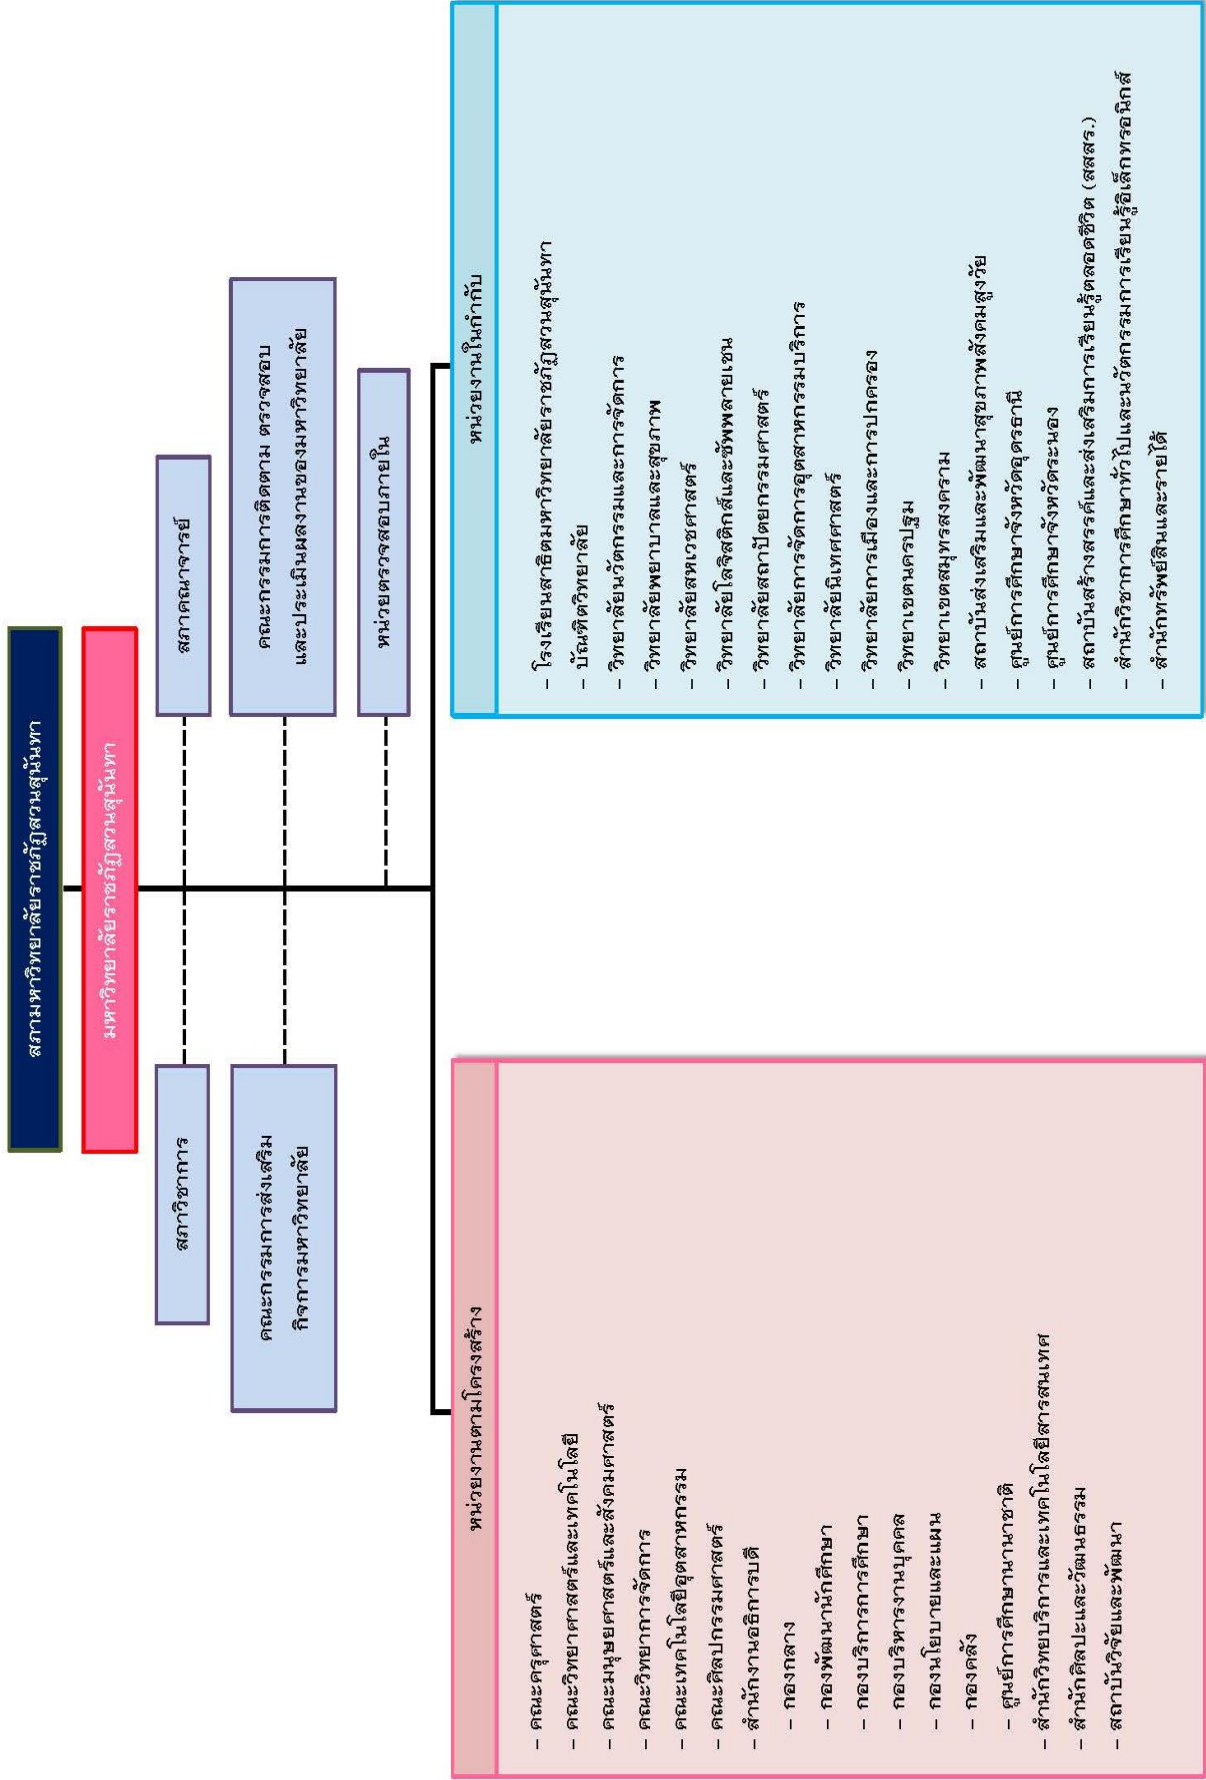 สภามหาวิทยาลัยราชภัฏสวนสุนันทา
มหาวิทยาลัยราชภัฏสวนสุนันทา
สภาวิชาการ
สภาคณาจารย์
คณะกรรมการส่งเสริม
กิจการมหาวิทยาลัย
คณะกรรมการติดตาม ตรวจสอบ
และประเมินผลงานของมหาวิทยาลัย
หน่วยตรวจสอบภายใน
หน่วยงานตามโครงสร้าง
- คณะครุศาสตร์
- คณะวิทยาศาสตร์และเทคโนโลยี
- คณะมนุษยศาสตร์และสังคมศาสตร์
- คณะวิทยาการจัดการ
- คณะเทคโนโลยีอุตสาหกรรม
- คณะศิลปกรรมศาสตร์
- สำนักงานอธิการบดี
- กองกลาง
- กองพัฒนานักศึกษา
- กองบริการการศึกษา
- กองบริหารงานบุคคล
- กองนโยบายและแผน
- กองคลัง
- ศูนย์การศึกษานานาชาติ
- สำนักวิทยบริการและเทคโนโลยีสารสนเทศ
- สำนักศิลปะและวัฒนธรรม
- สถาบันวิจัยและพัฒนา
หน่วยงานในกำกับ
- โรงเรียนสาธิตมหาวิทยาลัยราชภัฏสวนสุนันทา
- บัณฑิตวิทยาลัย
- วิทยาลัยนวัตกรรมและการจัดการ
- วิทยาลัยพยาบาลและสุขภาพ
- วิทยาลัยสหเวชศาสตร์
- วิทยาลัยโลจิสติกส์และซัพพลายเชน
- วิทยาลัยสถาปัตยกรรมศาสตร์
- วิทยาลัยการจัดการอุตสาหกรรมบริการ
- วิทยาลัยนิเทศศาสตร์
- วิทยาลัยการเมืองและการปกครอง
- วิทยาเขตนครปฐม
- วิทยาเขตสมุทรสงคราม
- สถาบันส่งเสริมและพัฒนาสุขภาพสังคมสูงวัย
- ศูนย์การศึกษาจังหวัดอุดรธานี
- ศูนย์การศึกษาจังหวัดระนอง
- สถาบันสร้างสรรค์และส่งเสริมการเรียนรู้ตลอดชีวิต (สสสร.)
- สำนักวิชาการศึกษาทั่วไปและนวัตกรรมการเรียนรู้อิเล็กทรอนิกส์
- สำนักทรัพย์สินและรายได้